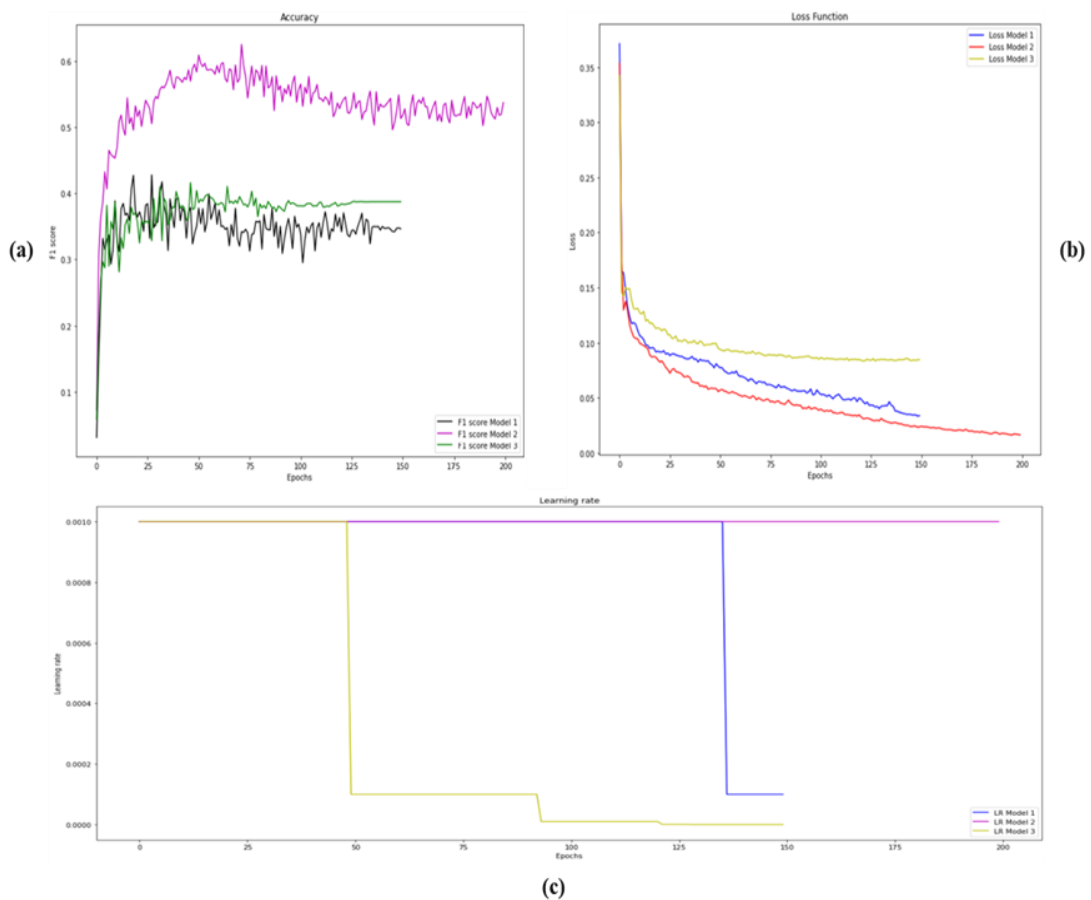 Accuracy
0.6
0.5
0.4
0.3
0.2
0.1
F1 score
(a)
F1 score Model 1
F1 score Model 2
F1 score Model 3
0 25 50 75 100 125 150 175 200
Epochs
Loss Function
Loss Model 1
Loss Model 2
Loss Model 3
0.35
0.30
0.25
0.20
0.15
0.10
0.05
0.00
Loss
(b)
0 25 50 75 100 125 150 175 200
Epochs
Learning rate
0.0010
0.0008
0.0006
0.0004
0.0002
0.0000
Learning rate
LR Model 1
LR Model 2
LR Model 3
0 25 50 75 100 125 150 175 200
Epochs
(c)